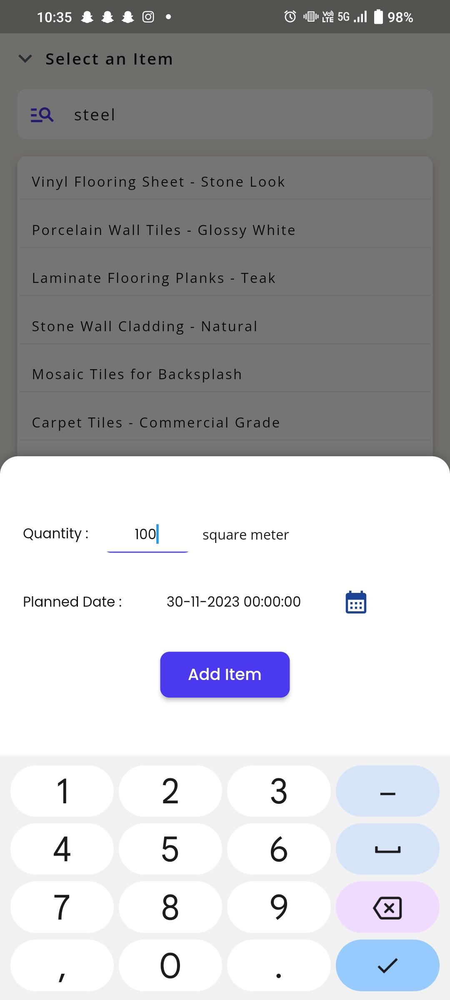 10:35 VoLTE 5G 98%
Select an Item
steel
Vinyl Flooring Sheet - Stone Look
Porcelain Wall Tiles - Glossy White
Laminate Flooring Planks - Teak
Stone Wall Cladding - Natural
Mosaic Tiles for Backsplash
Carpet Tiles - Commercial Grade
Quantity : 100 square meter
Planned Date : 30-11-2023 00:00:00
Add Item
1 2 3 –
4 5 6
7 8 9
, 0 .